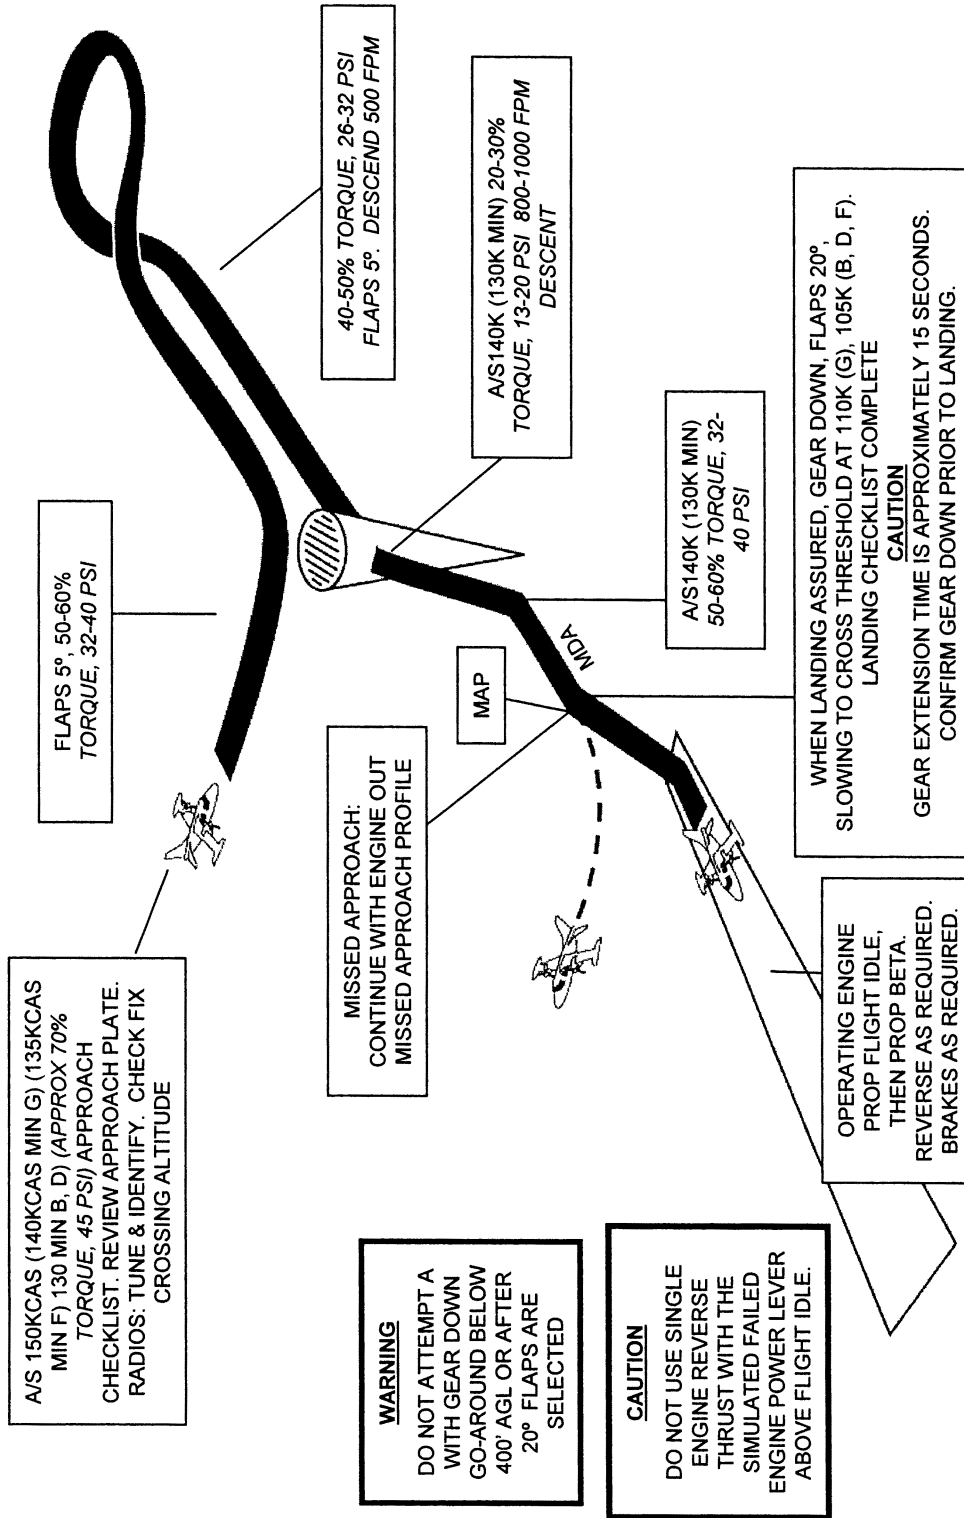 A/S 150KCAS (140KCAS MIN G) (135KCAS
MIN F) 130 MIN B, D) (APPROX 70%
TORQUE, 45 PSI) APPROACH
CHECKLIST. REVIEW APPROACH PLATE.
RADIOS: TUNE & IDENTIFY. CHECK FIX
CROSSING ALTITUDE
FLAPS 5º, 50-60%
TORQUE, 32-40 PSI
40-50% TORQUE, 26-32 PSI
FLAPS 5º. DESCEND 500 FPM
A/S140K (130K MIN) 20-30%
TORQUE, 13-20 PSI 800-1000 FPM
DESCENT
A/S140K (130K MIN)
50-60% TORQUE, 32-
40 PSI
MDA
MAP
MISSED APPROACH:
CONTINUE WITH ENGINE OUT
MISSED APPROACH PROFILE
WHEN LANDING ASSURED, GEAR DOWN, FLAPS 20º,
SLOWING TO CROSS THRESHOLD AT 110K (G), 105K (B, D, F).
LANDING CHECKLIST COMPLETE
CAUTION
GEAR EXTENSION TIME IS APPROXIMATELY 15 SECONDS.
CONFIRM GEAR DOWN PRIOR TO LANDING.
OPERATING ENGINE
PROP FLIGHT IDLE,
THEN PROP BETA.
REVERSE AS REQUIRED.
BRAKES AS REQUIRED.
WARNING
DO NOT ATTEMPT A
WITH GEAR DOWN
GO-AROUND BELOW
400' AGL OR AFTER
20º FLAPS ARE
SELECTED
CAUTION
DO NOT USE SINGLE
ENGINE REVERSE
THRUST WITH THE
SIMULATED FAILED
ENGINE POWER LEVER
ABOVE FLIGHT IDLE.